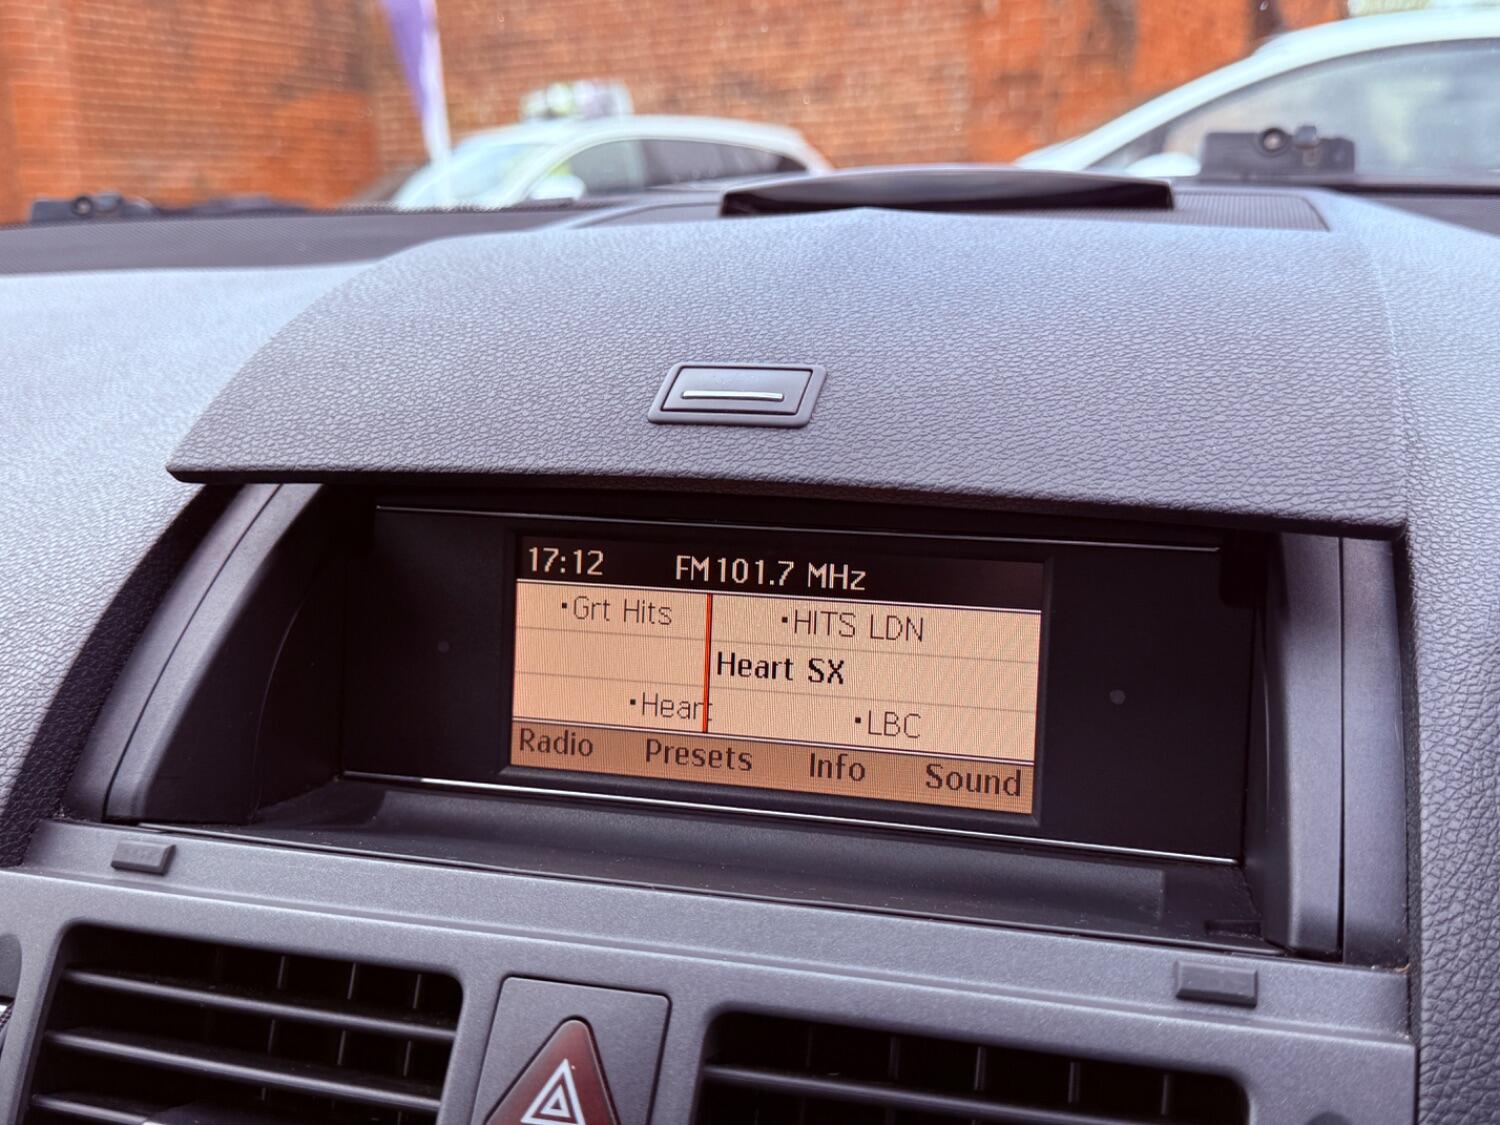 17:12 FM101.7 MHz
•Grt Hits •HITS LDN
Heart SX
•Heart •LBC
Radio Presets Info Sound